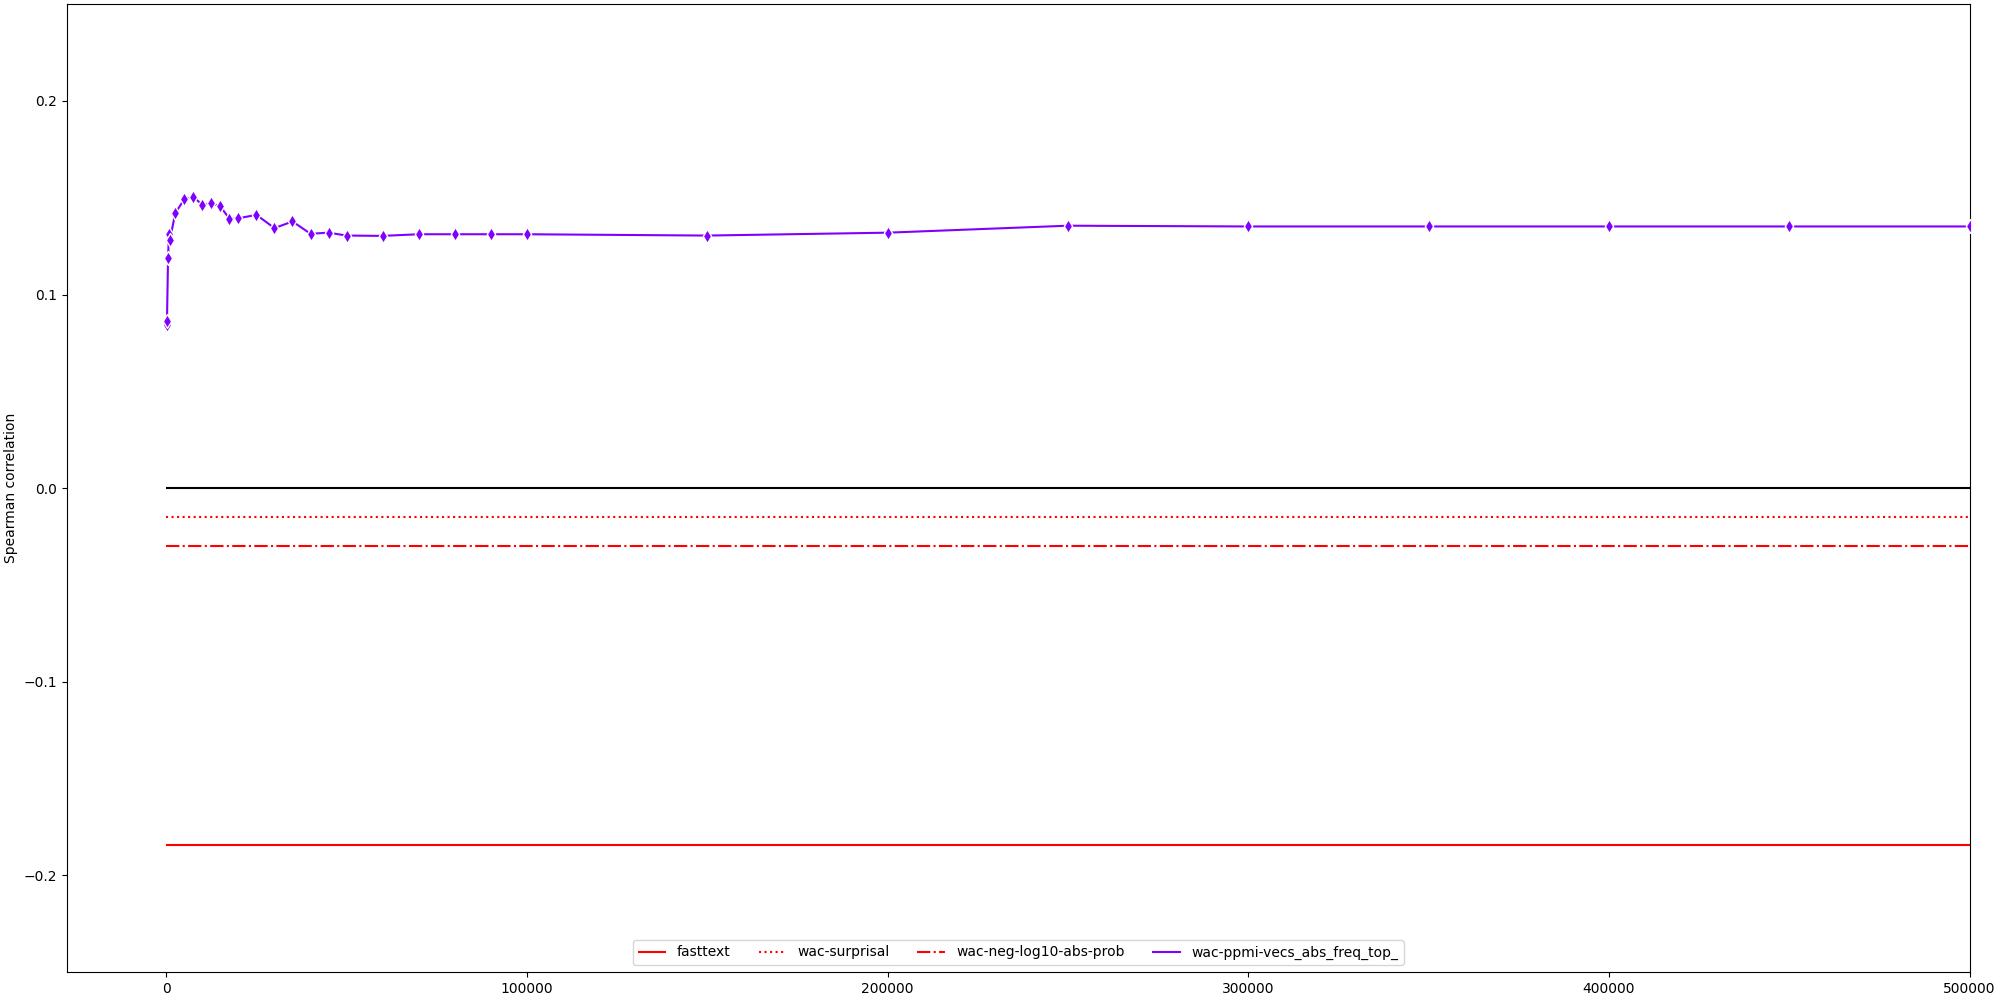 Spearman correlation
0.2
0.1
0.0
−0.1
−0.2
0
100000
200000
300000
400000
500000
fasttext
wac-surprisal
wac-neg-log10-abs-prob
wac-ppmi-vecs_abs_freq_top_